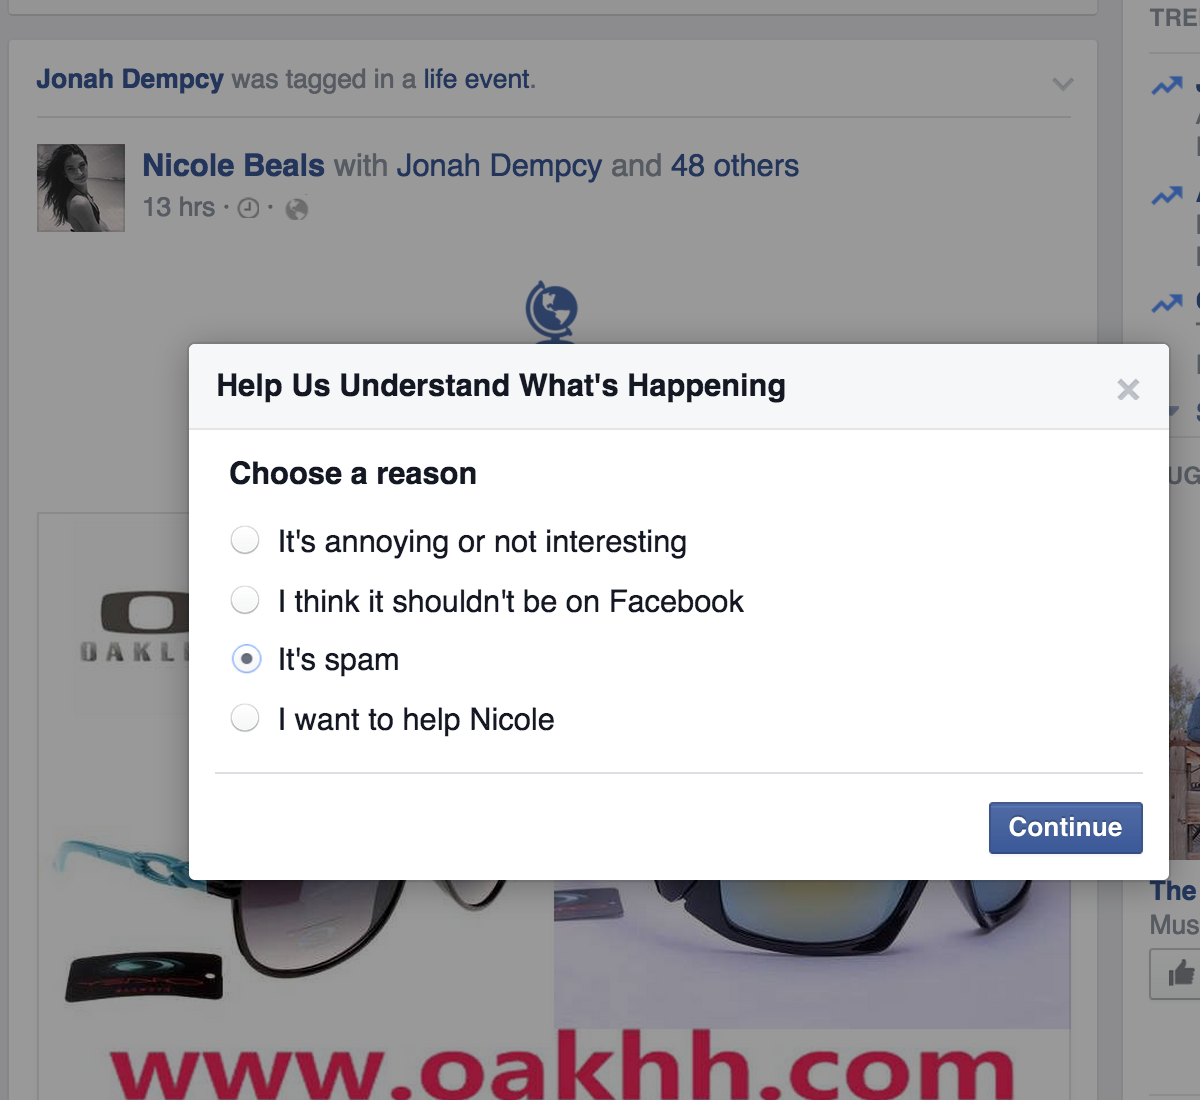 TRE
Jonah Dempcy was tagged in a life event.
Nicole Beals with Jonah Dempcy and 48 others
13 hrs · ·
Help Us Understand What's Happening
Choose a reason
It's annoying or not interesting
I think it shouldn't be on Facebook
It's spam
I want to help Nicole
Continue
UG
OAKL
The
Mus
www.oakhh.com